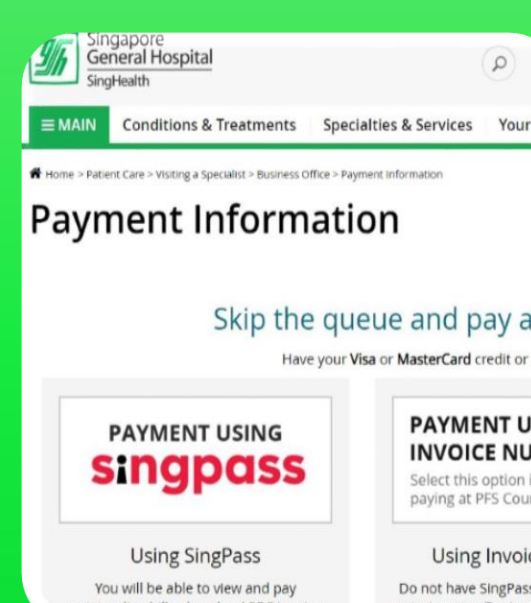 Singapore
General Hospital
SingHealth
MAIN Conditions & Treatments Specialties & Services Your
Home > Patient Care > Visiting a Specialist > Business Office > Payment Information
Payment Information
Skip the queue and pay a
Have your Visa or MasterCard credit or
PAYMENT USING
singpass
Using SingPass
You will be able to view and pay
PAYMENT U
INVOICE NU
Select this option i
paying at PFS Cou
Using Invoi
Do not have SingPas